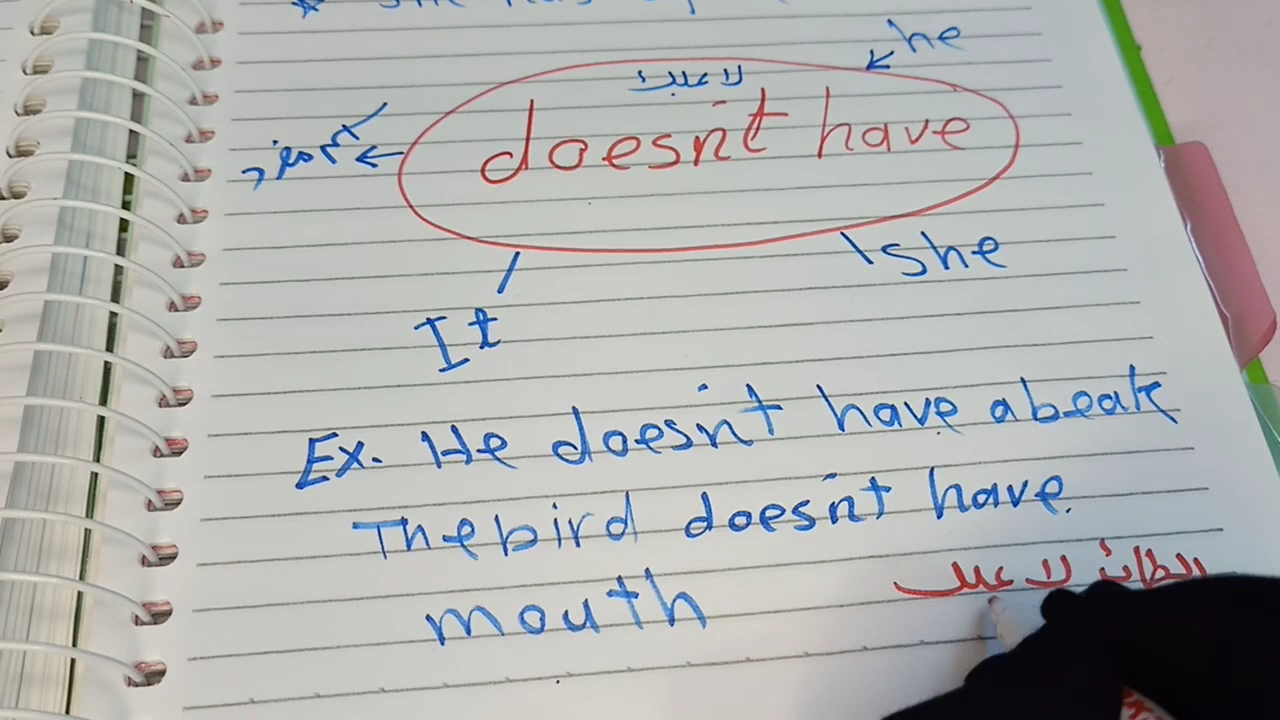 he
لا يملك
doesn't have
It
she
Ex. He doesn't have a beak
The bird doesn't have.
mouth
الطائر لا يملك